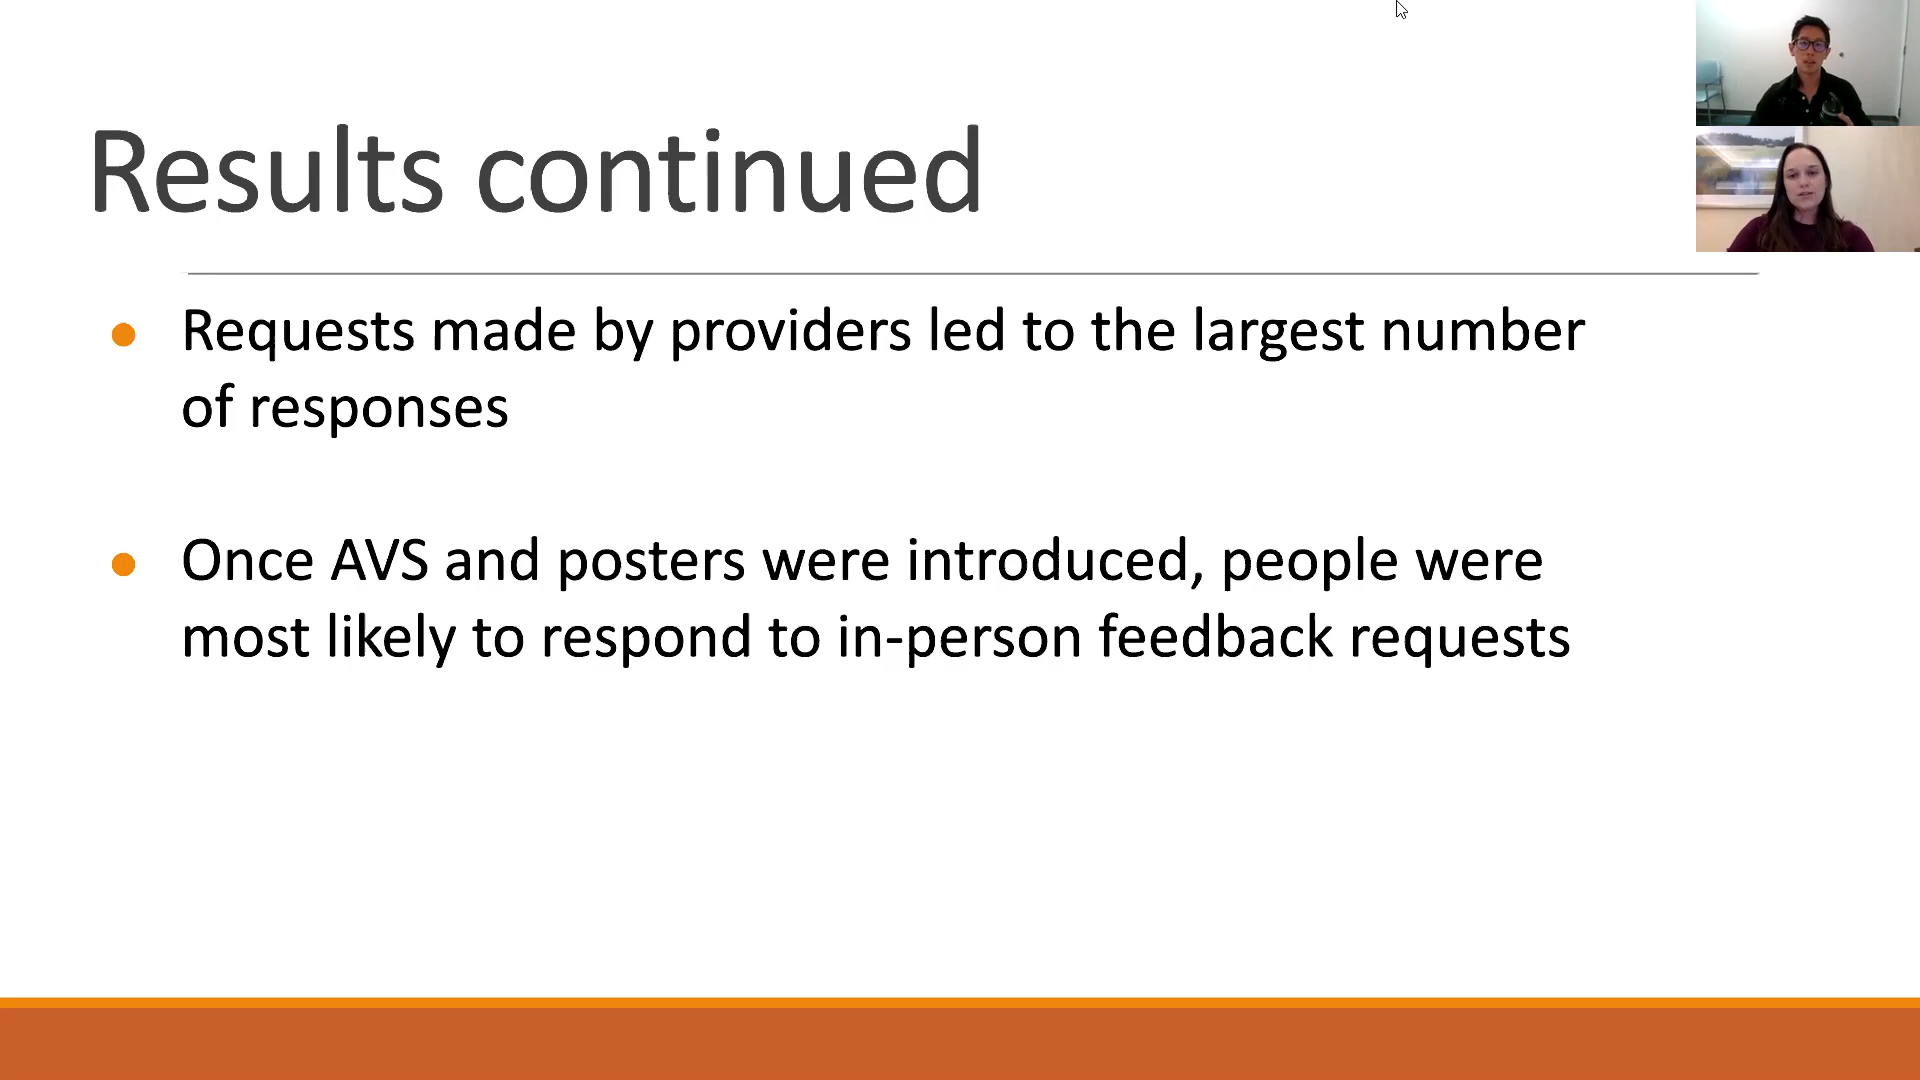 Results continued
Requests made by providers led to the largest number
of responses
Once AVS and posters were introduced, people were
most likely to respond to in-person feedback requests